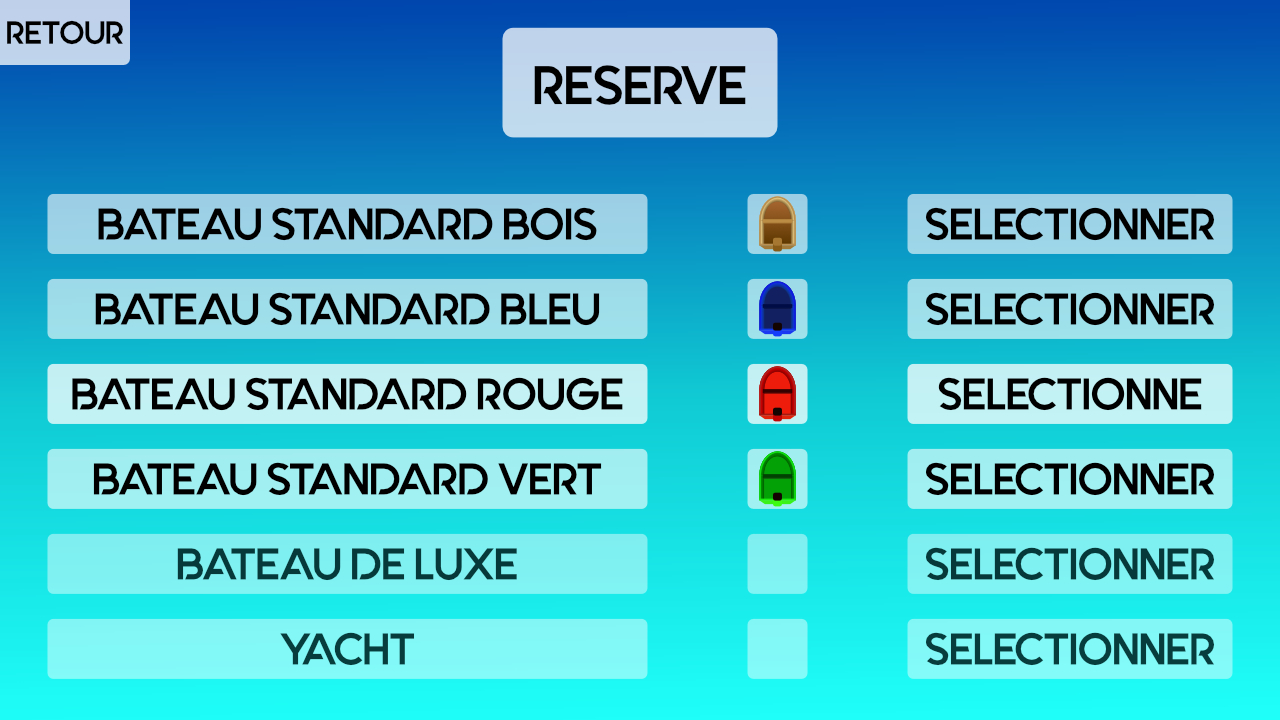 RETOUR
RESERVE
BATEAU STANDARD BOIS SELECTIONNER
BATEAU STANDARD BLEU SELECTIONNER
BATEAU STANDARD ROUGE SELECTIONNE
BATEAU STANDARD VERT SELECTIONNER
BATEAU DE LUXE SELECTIONNER
YACHT SELECTIONNER